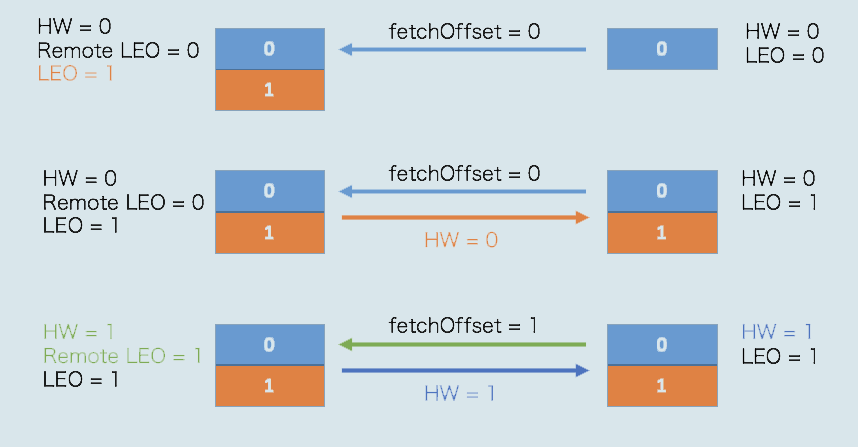 HW = 0
Remote LEO = 0
LEO = 1
0
1
fetchOffset = 0
0
HW = 0
LEO = 0
HW = 0
Remote LEO = 0
LEO = 1
0
1
fetchOffset = 0
HW = 0
0
1
HW = 0
LEO = 1
HW = 1
Remote LEO = 1
LEO = 1
0
1
fetchOffset = 1
HW = 1
0
1
HW = 1
LEO = 1